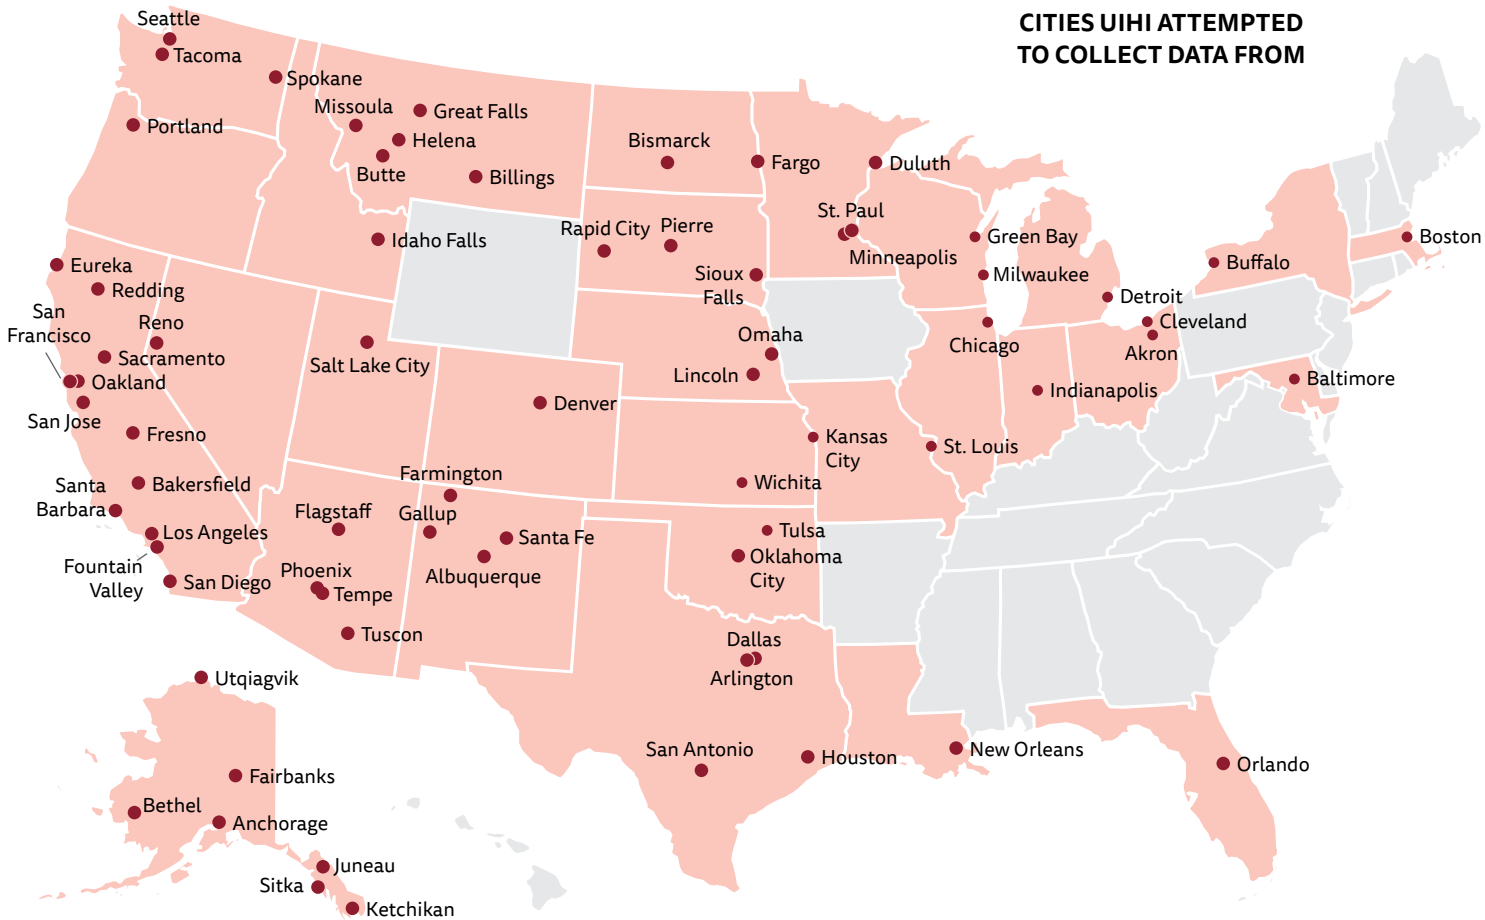 CITIES UIHI ATTEMPTED
TO COLLECT DATA FROM
Seattle
Tacoma
Spokane
Portland
Missoula
Great Falls
Helena
Butte
Billings
Bismarck
Fargo
Duluth
St. Paul
Minneapolis
Rapid City
Pierre
Sioux
Falls
Idaho Falls
Green Bay
Milwaukee
Detroit
Buffalo
Boston
Cleveland
Akron
Chicago
Indianapolis
Baltimore
Eureka
Redding
San
Francisco
Reno
Sacramento
Oakland
San Jose
Fresno
Salt Lake City
Denver
Omaha
Lincoln
Kansas
City
St. Louis
Wichita
Santa
Barbara
Bakersfield
Los Angeles
Fountain
Valley
San Diego
Flagstaff
Phoenix
Tempe
Tuscon
Farmington
Gallup
Santa Fe
Albuquerque
Tulsa
Oklahoma
City
Dallas
Arlington
San Antonio
Houston
New Orleans
Orlando
Utqiagvik
Fairbanks
Bethel
Anchorage
Juneau
Sitka
Ketchikan